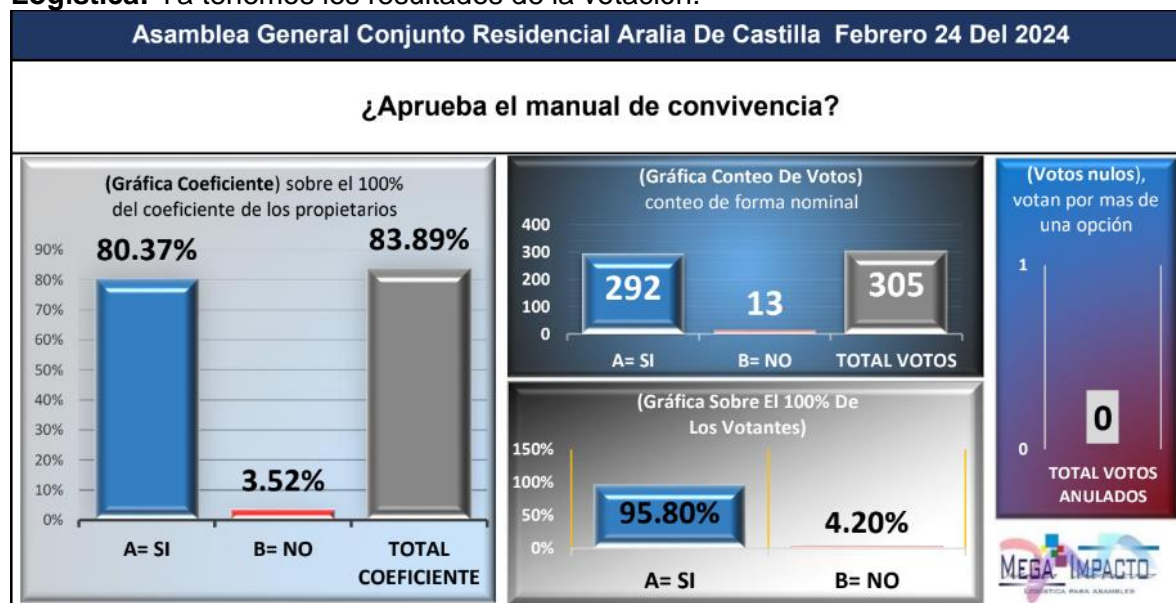 Logística: Ya tenemos los resultados de la votación.
Asamblea General Conjunto Residencial Aralia De Castilla Febrero 24 Del 2024
¿Aprueba el manual de convivencia?
(Gráfica Coeficiente) sobre el 100%
del coeficiente de los propietarios
90%
80%
70%
60%
50%
40%
30%
20%
10%
0%
80.37%
3.52%
83.89%
A= SI
B= NO
TOTAL
COEFICIENTE
(Gráfica Conteo De Votos)
conteo de forma nominal
400
300
200
100
0
292
13
305
A= SI
B= NO
TOTAL VOTOS
(Gráfica Sobre El 100% De
Los Votantes)
150%
100%
50%
0%
95.80%
4.20%
A= SI
B= NO
(Votos nulos),
votan por mas de
una opción
1
0
0
TOTAL VOTOS
ANULADOS
MEGA IMPACTO
LOGISTICA PARA ASAMBLEAS